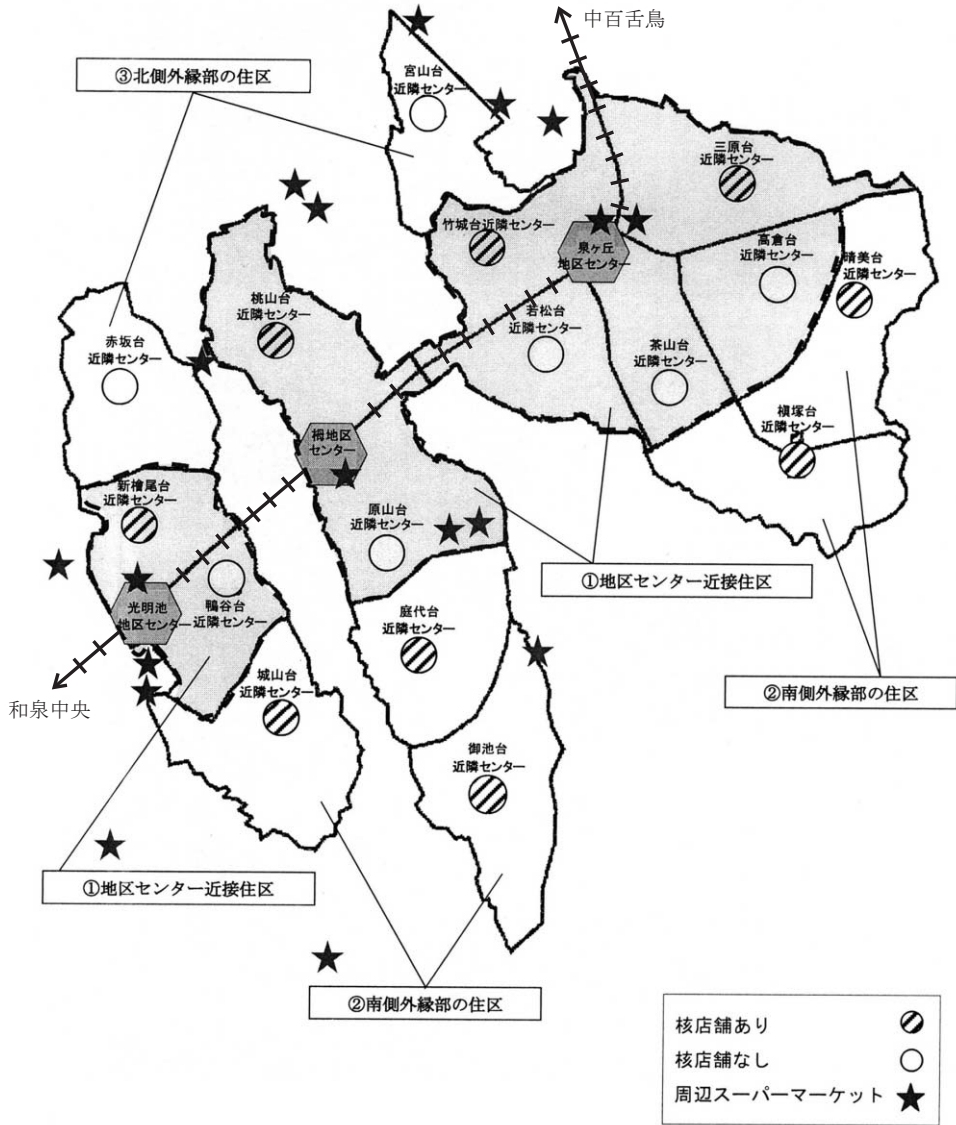 中百舌鳥
③北側外縁部の住区
宮山台
近隣センター
三原台
近隣センター
竹城台近隣センター
泉ヶ丘
地区センター
高倉台
近隣センター
晴美台
近隣センター
桃山台
近隣センター
若松台
近隣センター
茶山台
近隣センター
赤坂台
近隣センター
槇塚台
近隣センター
栂地区
センター
新檜尾台
近隣センター
原山台
近隣センター
①地区センター近接住区
光明池
地区センター
鴨谷台
近隣センター
庭代台
近隣センター
城山台
近隣センター
②南側外縁部の住区
和泉中央
御池台
近隣センター
①地区センター近接住区
②南側外縁部の住区
核店舗あり
核店舗なし
周辺スーパーマーケット